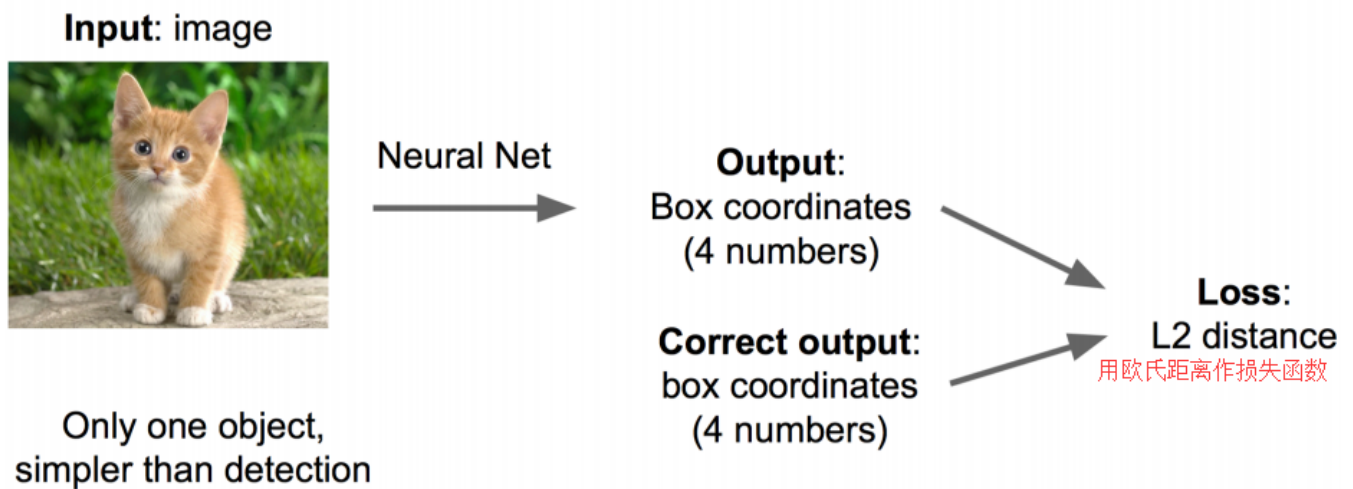 Input: image
Neural Net
Output:
Box coordinates
(4 numbers)
Correct output:
box coordinates
(4 numbers)
Loss:
L2 distance
用欧氏距离作损失函数
Only one object,
simpler than detection